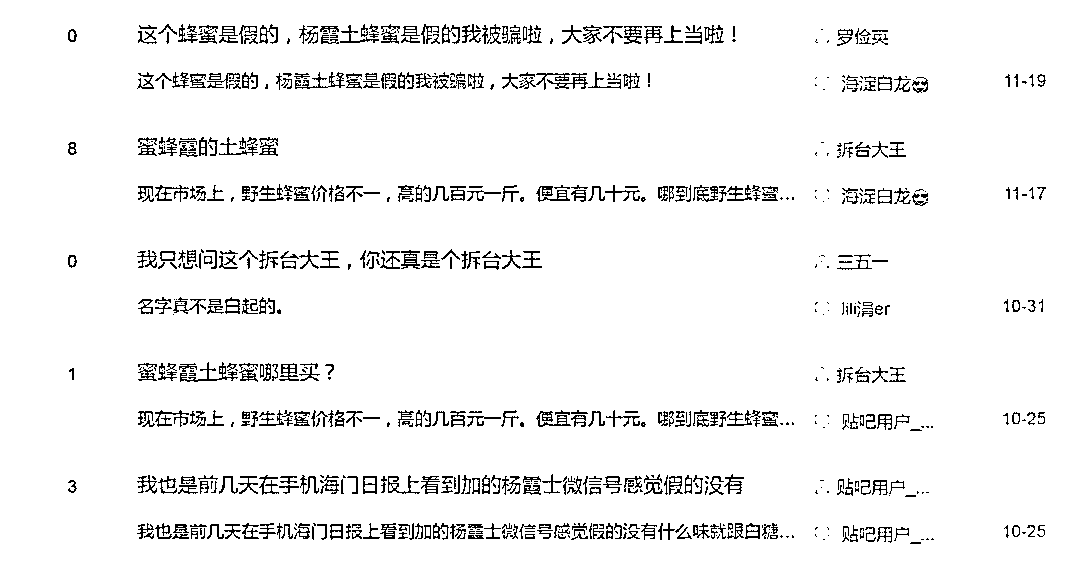 0 这个蜂蜜是假的，杨霞土蜂蜜是假的我被骗啦，大家不要再上当啦！ 罗俭英
这个蜂蜜是假的，杨霞土蜂蜜是假的我被骗啦，大家不要再上当啦！ 海淀白龙😎 11-19
8 蜜蜂霞的土蜂蜜 拆台大王
现在市场上，野生蜂蜜价格不一，高的几百元一斤。便宜有几十元。哪到底野生蜂蜜... 海淀白龙😎 11-17
0 我只想问这个拆台大王，你还真是个拆台大王 三五一
名字真不是白起的。 lili涓er 10-31
1 蜜蜂霞土蜂蜜哪里买？ 拆台大王
现在市场上，野生蜂蜜价格不一，高的几百元一斤。便宜有几十元。哪到底野生蜂蜜... 贴吧用户_... 10-25
3 我也是前几天在手机海门日报上看到加的杨霞士微信号感觉假的没有 贴吧用户_...
我也是前几天在手机海门日报上看到加的杨霞士微信号感觉假的没有什么味就跟白糖... 贴吧用户_... 10-25